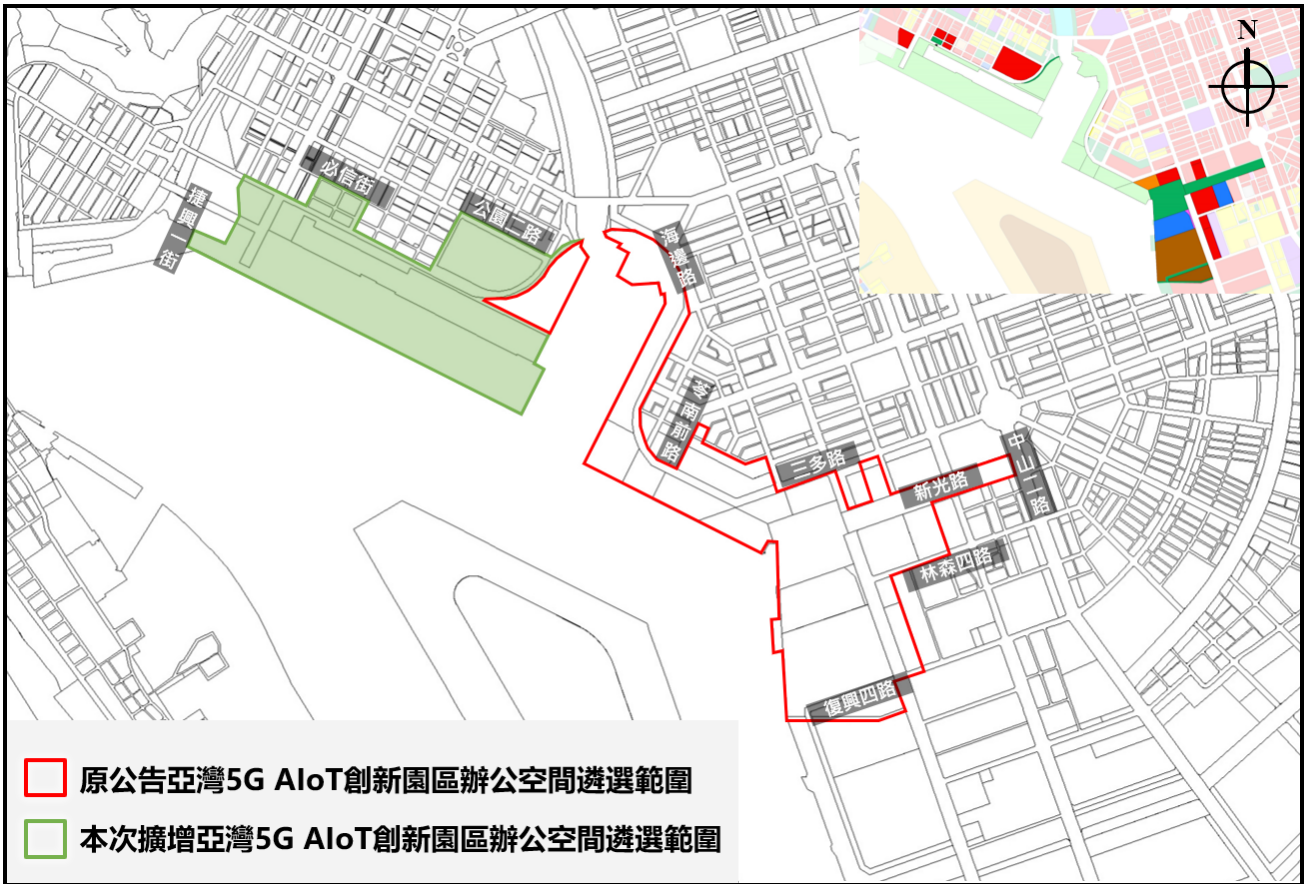 N
必信街
捷興一街
公園二路
海邊路
苓南前路
三多路
中山二路
新光路
林森四路
復興四路
原公告亞灣5G AIoT創新園區辦公空間遴選範圍
本次擴增亞灣5G AIoT創新園區辦公空間遴選範圍